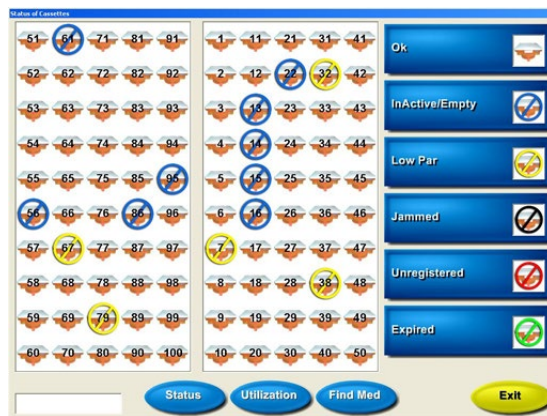 Status of Cassettes
51 61 71 81 91 1 11 21 31 41
52 62 72 82 92 2 12 22 32 42
53 63 73 83 93 3 13 23 33 43
54 64 74 84 94 4 14 24 34 44
55 65 75 85 95 5 15 25 35 45
56 66 76 86 96 6 16 26 36 46
57 67 77 87 97 7 17 27 37 47
58 68 78 88 98 8 18 28 38 48
59 69 79 89 99 9 19 29 39 49
60 70 80 90 100 10 20 30 40 50
Ok
InActive/Empty
Low Par
Jammed
Unregistered
Expired
Status Utilization Find Med Exit